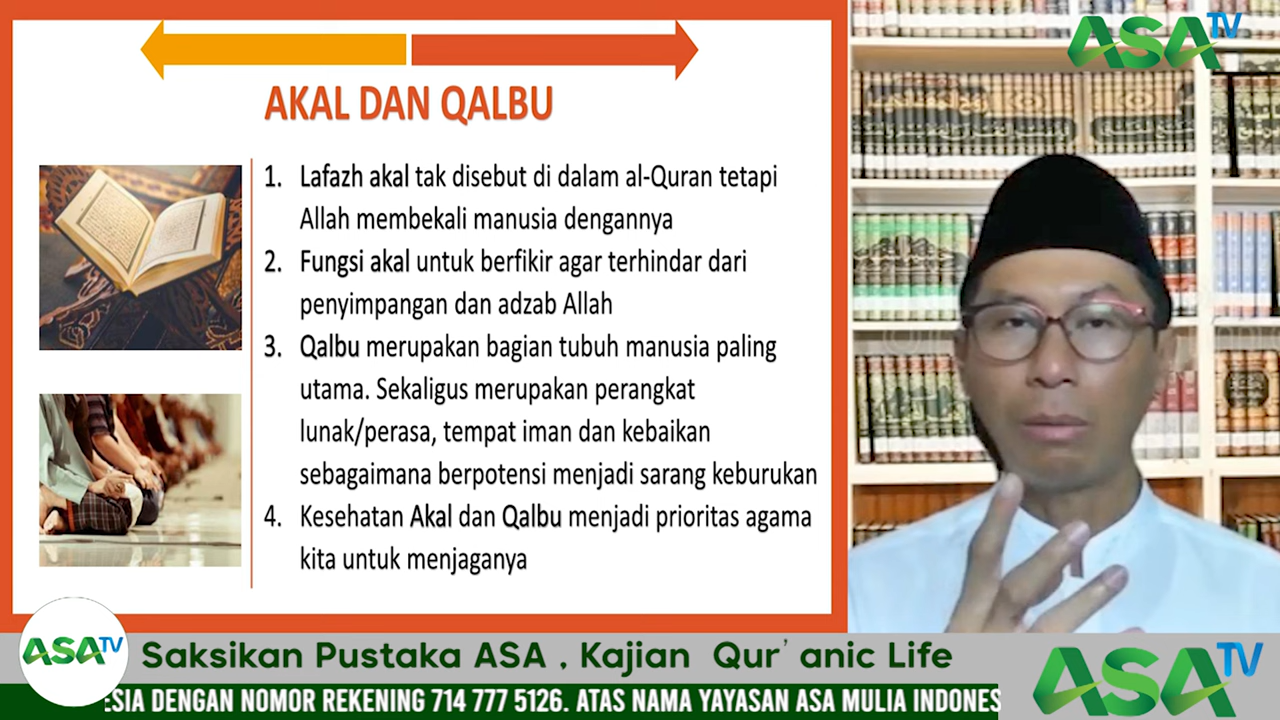 AKAL DAN QALBU
1. Lafazh akal tak disebut di dalam al-Quran tetapi
Allah membekali manusia dengannya
2. Fungsi akal untuk berfikir agar terhindar dari
penyimpangan dan adzab Allah
3. Qalbu merupakan bagian tubuh manusia paling
utama. Sekaligus merupakan perangkat
lunak/perasa, tempat iman dan kebaikan
sebagaimana berpotensi menjadi sarang keburukan
4. Kesehatan Akal dan Qalbu menjadi prioritas agama
kita untuk menjaganya
ASA TV
ASA TV
Saksikan Pustaka ASA , Kajian Qur' anic Life
ESIA DENGAN NOMOR REKENING 714 777 5126. ATAS NAMA YAYASAN ASA MULIA INDONES
ASA TV